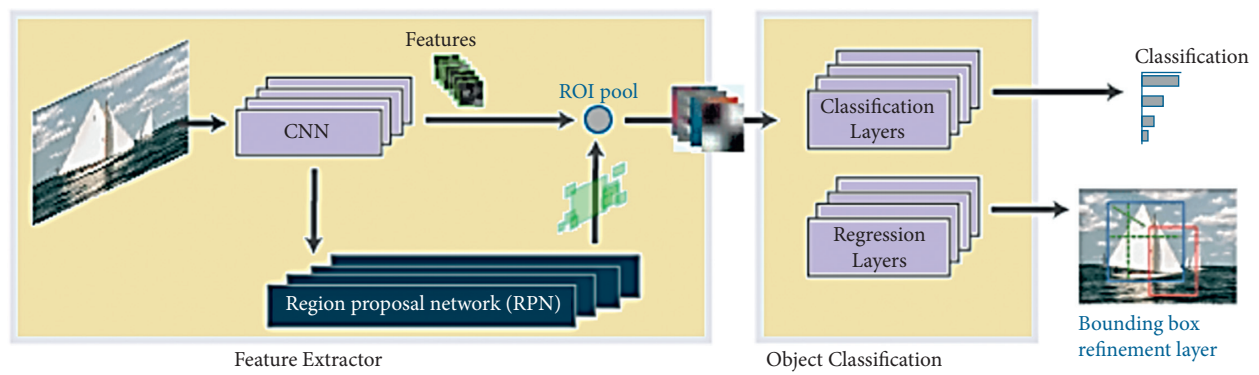 Features
ROI pool
CNN
Region proposal network (RPN)
Feature Extractor
Classification
Layers
Regression
Layers
Object Classification
Classification
Bounding box
refinement layer